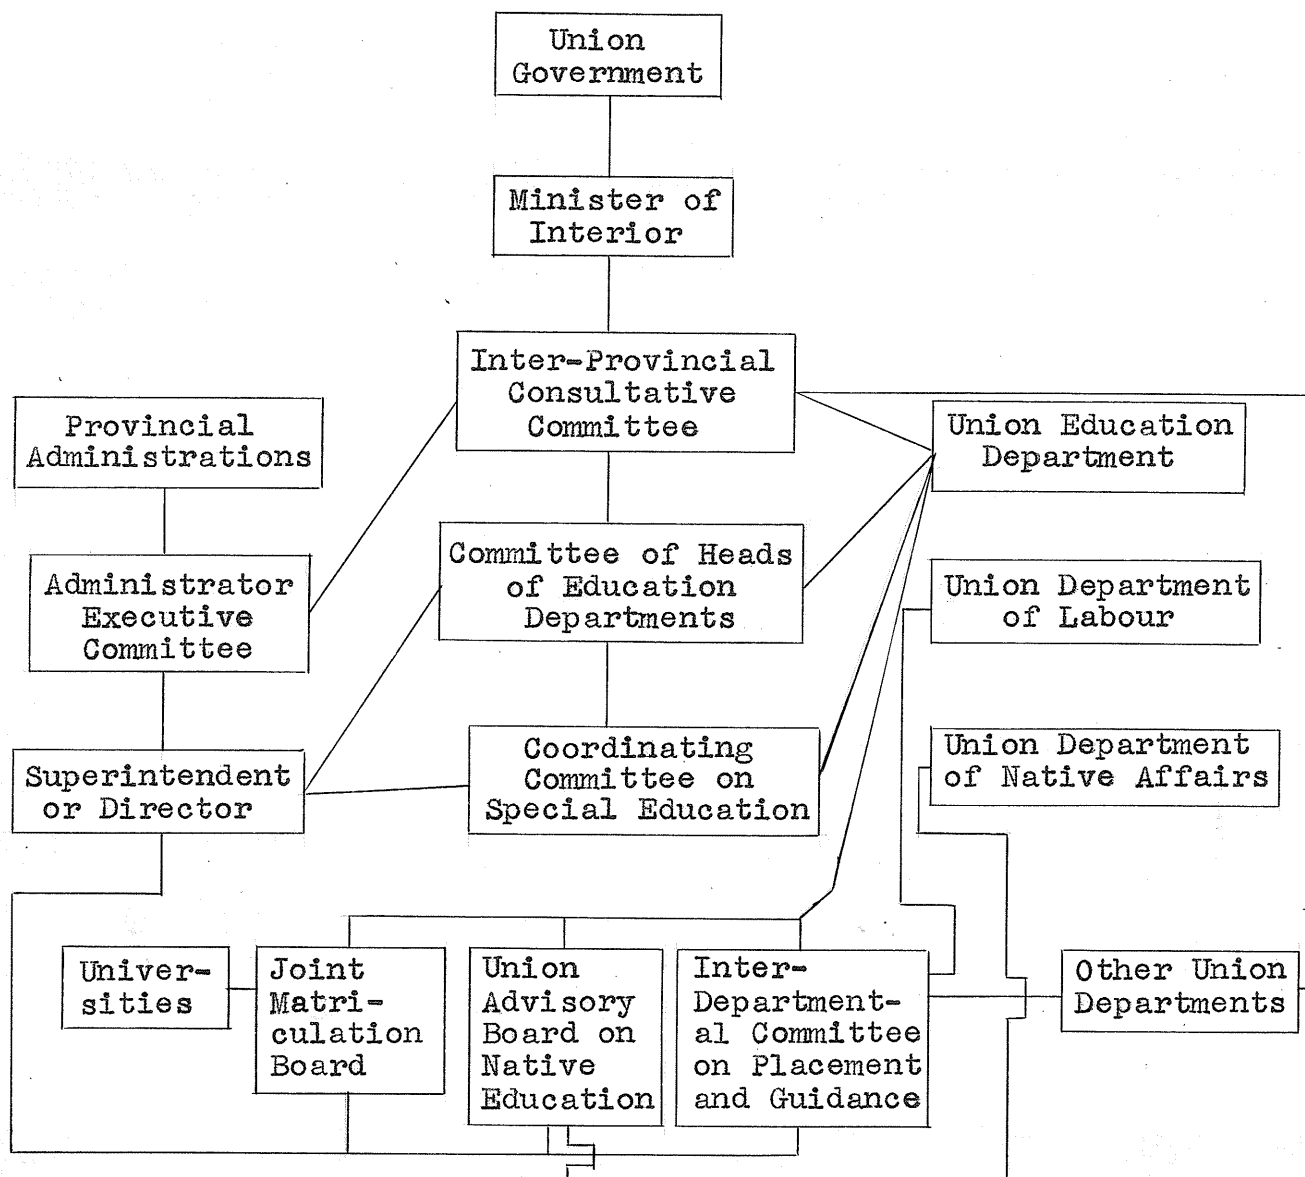 Union
Government
Minister of
Interior
Inter-Provincial
Consultative
Committee
Provincial
Administrations
Union Education
Department
Administrator
Executive
Committee
Committee of Heads
of Education
Departments
Union Department
of Labour
Superintendent
or Director
Coordinating
Committee on
Special Education
Union Department
of Native Affairs
Univer-
sities
Joint
Matri-
culation
Board
Union
Advisory
Board on
Native
Education
Inter-
Department-
al Committee
on Placement
and Guidance
Other Union
Departments